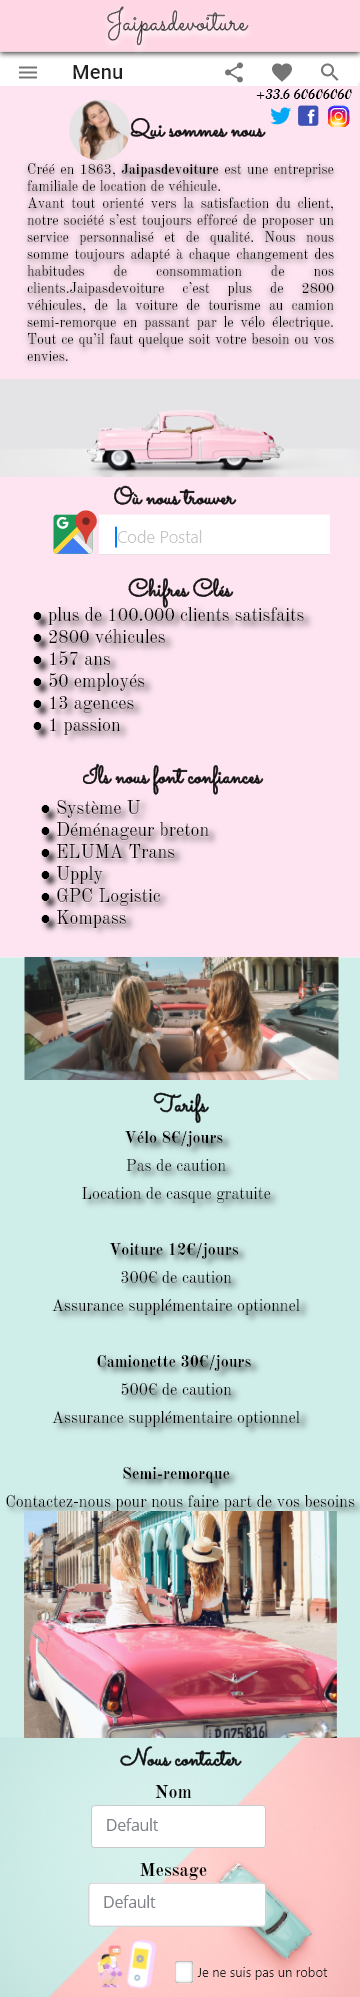 Jaipasdevoiture
Menu
+33.6 60606060
Qui sommes nous
Créé en 1863, Jaipasdevoiture est une entreprise
familiale de location de véhicule.
Avant tout orienté vers la satisfaction du client,
notre société s'est toujours efforcé de proposer un
service personnalisé et de qualité. Nous nous
somme toujours adapté à chaque changement des
habitudes de consommation de nos
clients.Jaipasdevoiture c'est plus de 2800
véhicules, de la voiture de tourisme au camion
semi-remorque en passant par le vélo électrique.
Tout ce qu'il faut quelque soit votre besoin ou vos
envies.
Où nous trouver
Code Postal
Chifres Clés
• plus de 100.000 clients satisfaits
• 2800 véhicules
• 157 ans
• 50 employés
• 13 agences
• 1 passion
Ils nous font confiances
• Système U
• Déménageur breton
• ELUMA Trans
• Upply
• GPC Logistic
• Kompass
Tarifs
Vélo 8€/jours
Pas de caution
Location de casque gratuite
Voiture 12€/jours
300€ de caution
Assurance supplémentaire optionnel
Camionette 30€/jours
500€ de caution
Assurance supplémentaire optionnel
Semi-remorque
Contactez-nous pour nous faire part de vos besoins
P 075816
Nous contacter
Nom
Default
Message
Default
Je ne suis pas un robot